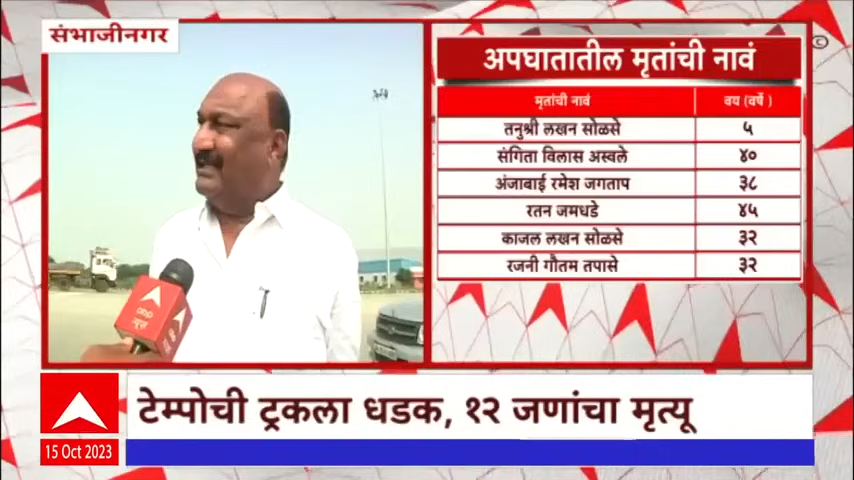 संभाजीनगर
अपघातातील मृतांची नावं
मृतांची नावं वय (वर्षे)
तनुश्री लखन सोळसे ५
संगिता विलास अस्वले ४०
अंजाबाई रमेश जगताप ३८
रतन जमधडे ४५
काजल लखन सोळसे ३२
रजनी गौतम तपासे ३२
abp
न्यूज
टेम्पोची ट्रकला धडक, १२ जणांचा मृत्यू
15 Oct 2023